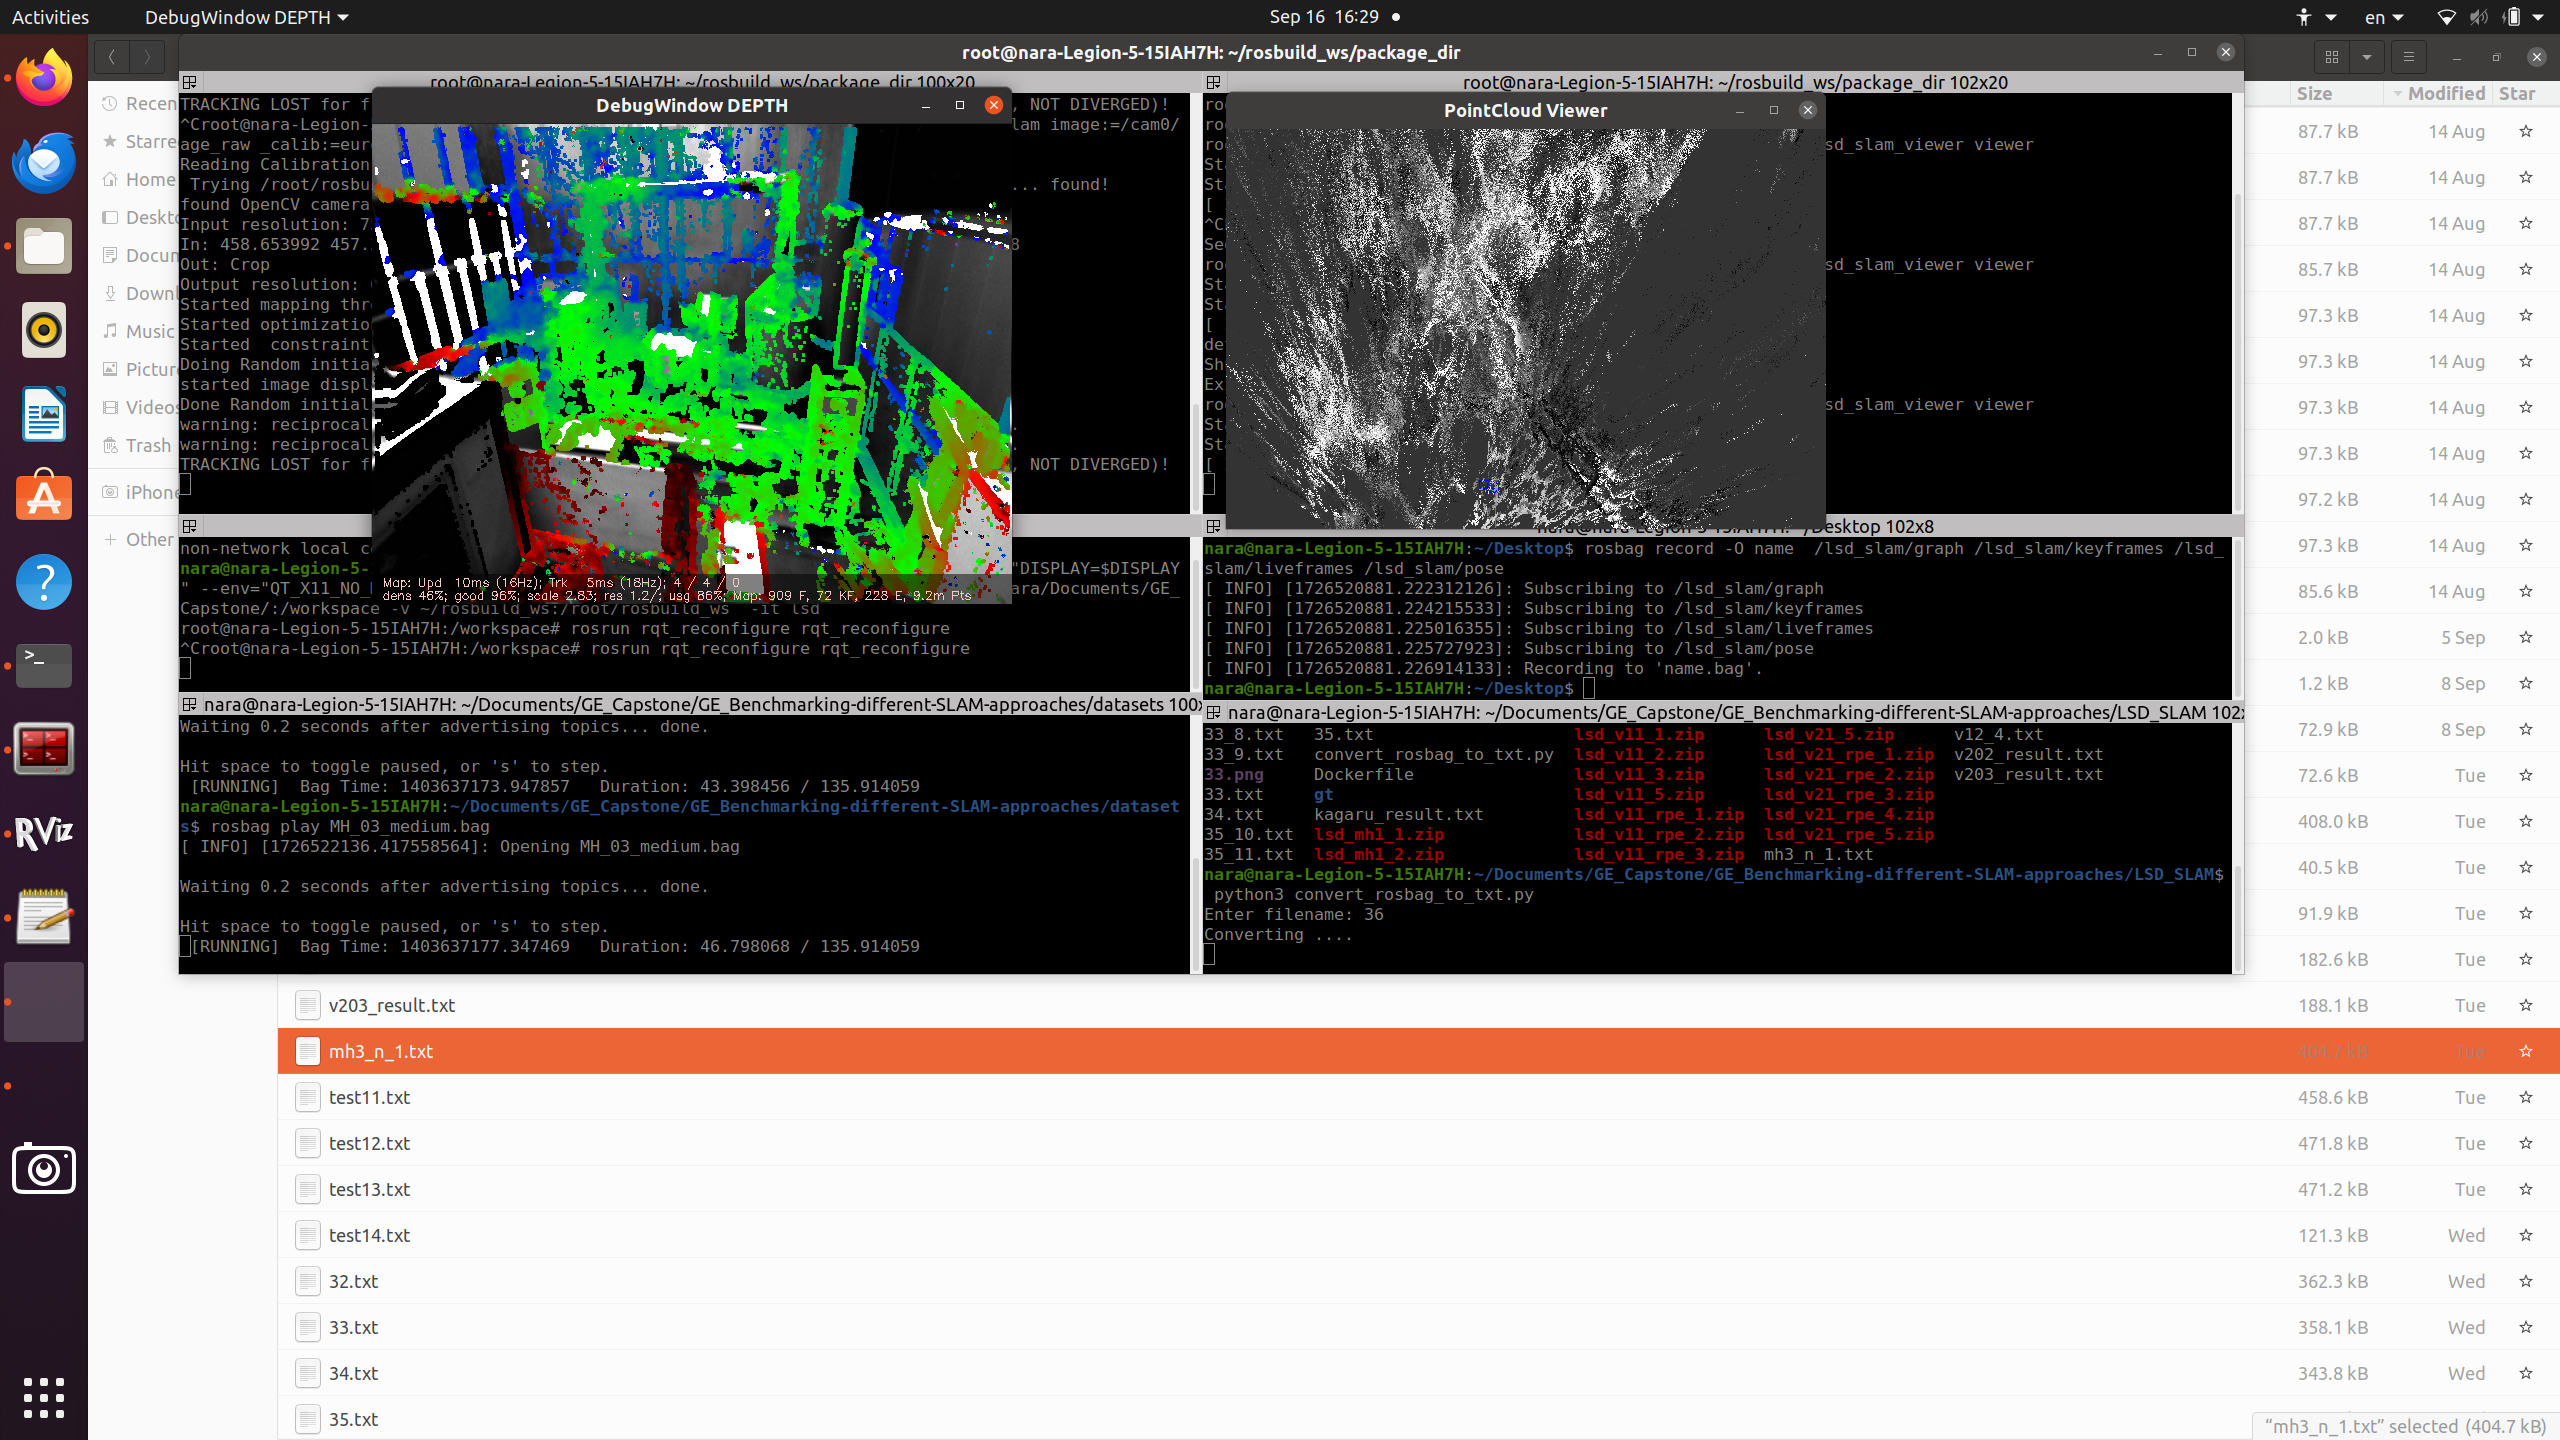 Activities
DebugWindow DEPTH
Sep 16 16:29
en
root@nara-Legion-5-15IAH7H: ~/rosbuild_ws/package_dir
root@nara-Legion-5-15IAH7H: ~/rosbuild_ws/package_dir 100x20
TRACKING LOST for f
, NOT DIVERGED)!
^Croot@nara-Legion-
lam image:=/cam0/
age_raw _calib:=eur
Reading Calibration
Trying /root/rosbu
... found!
found OpenCV camera
Input resolution: 7
In: 458.653992 457.
8
Out: Crop
Output resolution:
Started mapping thr
Started optimizatio
Started  constraint
Doing Random initia
started image displ
Done Random initial
warning: reciprocal
warning: reciprocal
TRACKING LOST for f
, NOT DIVERGED)!
DebugWindow DEPTH
Map: Upd 10ms (16Hz); Trk 5ms (18Hz); 4 / 4 / 0
dens 46%; good 96%; scale 2.83; res 1.2/; usg 86%; Map: 909 F, 72 KF, 228 E, 9.2m Pts
root@nara-Legion-5-15IAH7H: ~/rosbuild_ws/package_dir 102x20
PointCloud Viewer
sd_slam_viewer viewer
sd_slam_viewer viewer
sd_slam_viewer viewer
ro
ro
ro
St
St
[
^C
Se
ro
St
St
[
de
Sh
Ex
ro
St
St
[
non-network local c
nara@nara-Legion-5-
"DISPLAY=$DISPLAY
" --env="QT_X11_NO_
ara/Documents/GE_
Capstone/:/workspace -v ~/rosbuild_ws:/root/rosbuild_ws  -it lsd
root@nara-Legion-5-15IAH7H:/workspace# rosrun rqt_reconfigure rqt_reconfigure
^Croot@nara-Legion-5-15IAH7H:/workspace# rosrun rqt_reconfigure rqt_reconfigure
/Desktop 102x8
nara@nara-Legion-5-15IAH7H:~/Desktop$ rosbag record -O name  /lsd_slam/graph /lsd_slam/keyframes /lsd_
slam/liveframes /lsd_slam/pose
[ INFO] [1726520881.222312126]: Subscribing to /lsd_slam/graph
[ INFO] [1726520881.224215533]: Subscribing to /lsd_slam/keyframes
[ INFO] [1726520881.225016355]: Subscribing to /lsd_slam/liveframes
[ INFO] [1726520881.225727923]: Subscribing to /lsd_slam/pose
[ INFO] [1726520881.226914133]: Recording to 'name.bag'.
nara@nara-Legion-5-15IAH7H:~/Desktop$
nara@nara-Legion-5-15IAH7H: ~/Documents/GE_Capstone/GE_Benchmarking-different-SLAM-approaches/datasets 100x
Waiting 0.2 seconds after advertising topics... done.
Hit space to toggle paused, or 's' to step.
[RUNNING]  Bag Time: 1403637173.947857   Duration: 43.398456 / 135.914059
nara@nara-Legion-5-15IAH7H:~/Documents/GE_Capstone/GE_Benchmarking-different-SLAM-approaches/dataset
s$ rosbag play MH_03_medium.bag
[ INFO] [1726522136.417558564]: Opening MH_03_medium.bag
Waiting 0.2 seconds after advertising topics... done.
Hit space to toggle paused, or 's' to step.
[RUNNING]  Bag Time: 1403637177.347469   Duration: 46.798068 / 135.914059
nara@nara-Legion-5-15IAH7H: ~/Documents/GE_Capstone/GE_Benchmarking-different-SLAM-approaches/LSD_SLAM 102
33_8.txt   35.txt                    lsd_v11_1.zip      lsd_v21_5.zip      v12_4.txt
33_9.txt   convert_rosbag_to_txt.py  lsd_v11_2.zip      lsd_v21_rpe_1.zip  v202_result.txt
33.png     Dockerfile                lsd_v11_3.zip      lsd_v21_rpe_2.zip  v203_result.txt
33.txt     gt                        lsd_v11_5.zip      lsd_v21_rpe_3.zip
34.txt     kagaru_result.txt         lsd_v11_rpe_1.zip  lsd_v21_rpe_4.zip
35_10.txt  lsd_mh1_1.zip             lsd_v11_rpe_2.zip  lsd_v21_rpe_5.zip
35_11.txt  lsd_mh1_2.zip             lsd_v11_rpe_3.zip  mh3_n_1.txt
nara@nara-Legion-5-15IAH7H:~/Documents/GE_Capstone/GE_Benchmarking-different-SLAM-approaches/LSD_SLAM$
python3 convert_rosbag_to_txt.py
Enter filename: 36
Converting ....
Recen
Starre
Home
Deskt
Docum
Downl
Music
Pictur
Videos
Trash
iPhone
Other
RViz
Size Modified Star
87.7 kB 14 Aug
87.7 kB 14 Aug
87.7 kB 14 Aug
85.7 kB 14 Aug
97.3 kB 14 Aug
97.3 kB 14 Aug
97.3 kB 14 Aug
97.3 kB 14 Aug
97.2 kB 14 Aug
97.3 kB 14 Aug
85.6 kB 14 Aug
2.0 kB 5 Sep
1.2 kB 8 Sep
72.9 kB 8 Sep
72.6 kB Tue
408.0 kB Tue
40.5 kB Tue
91.9 kB Tue
182.6 kB Tue
v203_result.txt 188.1 kB Tue
mh3_n_1.txt 404.7 kB Tue
test11.txt 458.6 kB Tue
test12.txt 471.8 kB Tue
test13.txt 471.2 kB Tue
test14.txt 121.3 kB Wed
32.txt 362.3 kB Wed
33.txt 358.1 kB Wed
34.txt 343.8 kB Wed
35.txt
"mh3_n_1.txt" selected (404.7 kB)